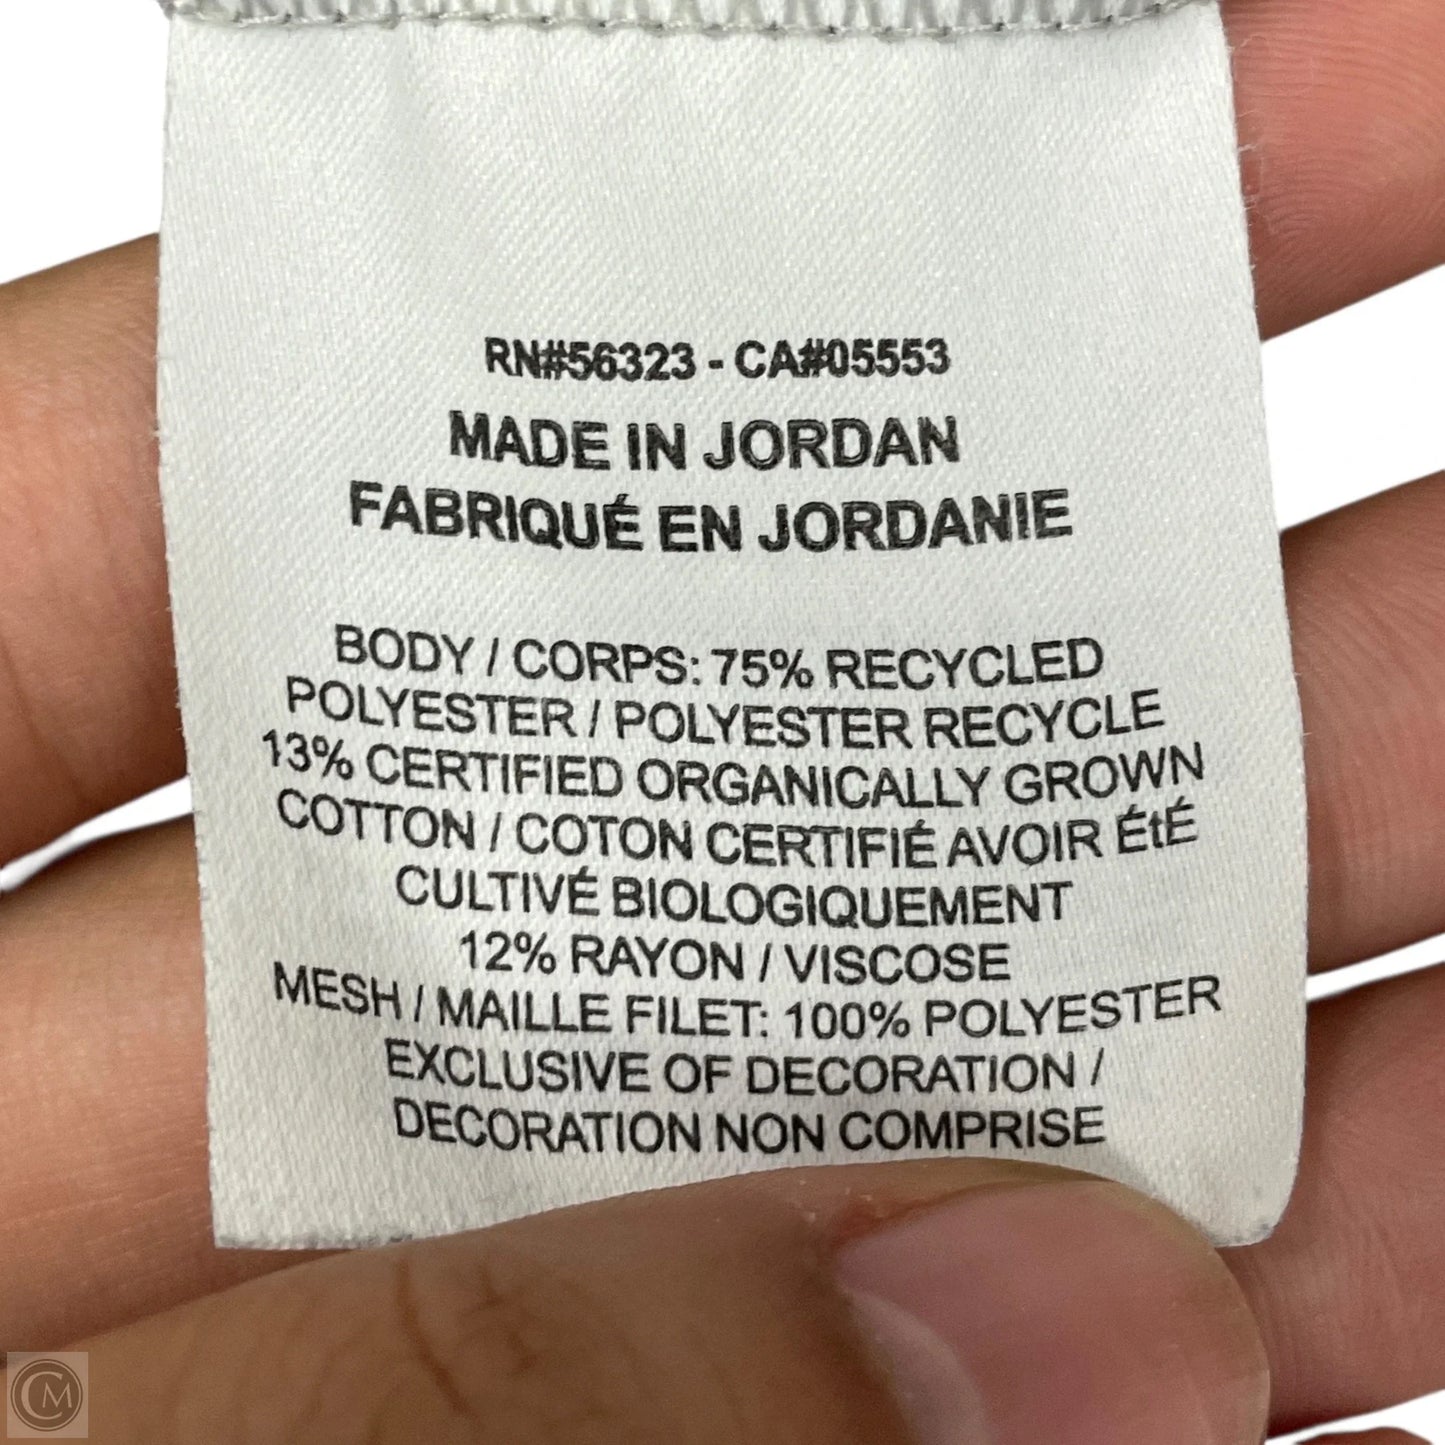 RN#56323 - CA#05553
MADE IN JORDAN
FABRIQUÉ EN JORDANIE
BODY / CORPS: 75% RECYCLED
POLYESTER / POLYESTER RECYCLE
13% CERTIFIED ORGANICALLY GROWN
COTTON / COTON CERTIFIÉ AVOIR ÉtÉ
CULTIVÉ BIOLOGIQUEMENT
12% RAYON / VISCOSE
MESH / MAILLE FILET: 100% POLYESTER
EXCLUSIVE OF DECORATION /
DECORATION NON COMPRISE
CM